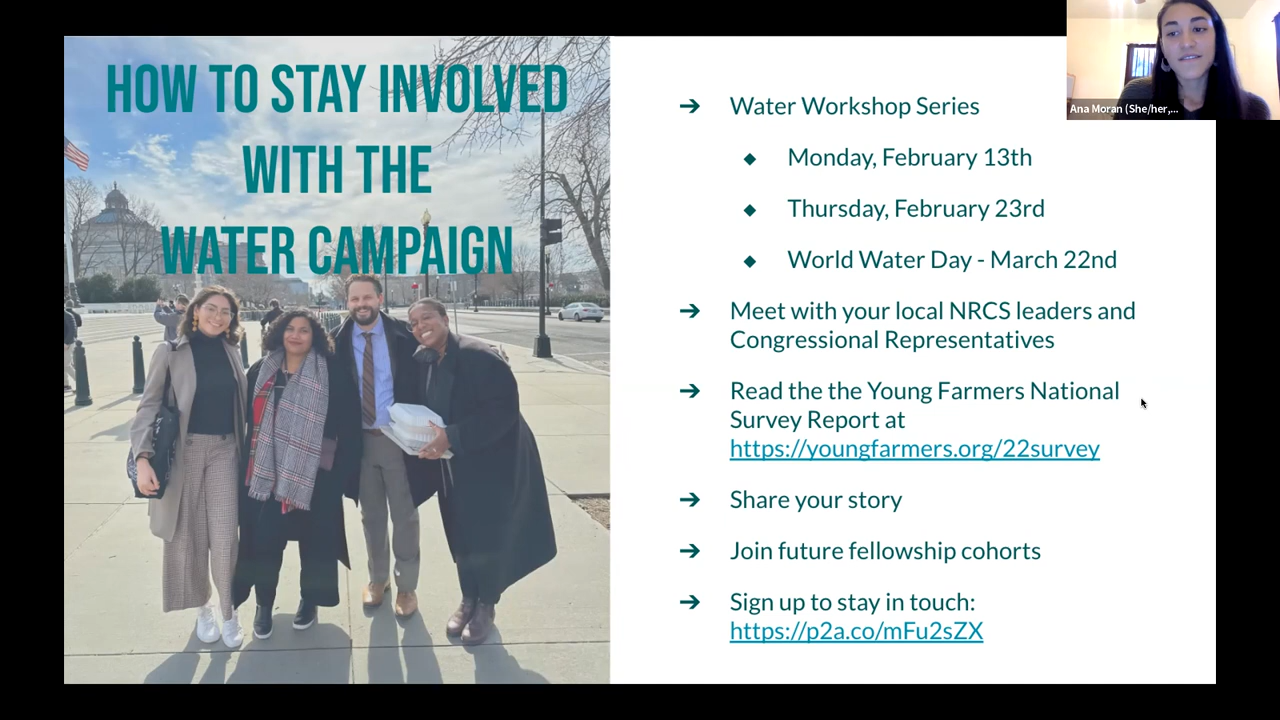 HOW TO STAY INVOLVED
WITH THE
WATER CAMPAIGN
➔ Water Workshop Series
◆ Monday, February 13th
◆ Thursday, February 23rd
◆ World Water Day - March 22nd
➔ Meet with your local NRCS leaders and
Congressional Representatives
➔ Read the the Young Farmers National
Survey Report at
https://youngfarmers.org/22survey
➔ Share your story
➔ Join future fellowship cohorts
➔ Sign up to stay in touch:
https://p2a.co/mFu2sZX
Ana Moran (She/her,...